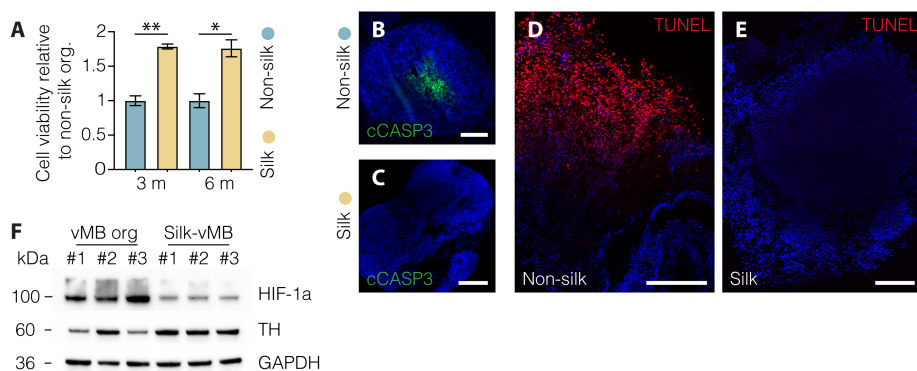 A
Cell viability relative
to non-silk org.
2
1.5
1
0.5
0
**
*
3 m
6 m
Non-silk
Silk
Non-silk
Silk
B
cCASP3
C
cCASP3
D
TUNEL
Non-silk
E
TUNEL
Silk
F
vMB org
Silk-vMB
kDa
#1 #2 #3 #1 #2 #3
100 -
HIF-1a
60 -
TH
36 -
GAPDH